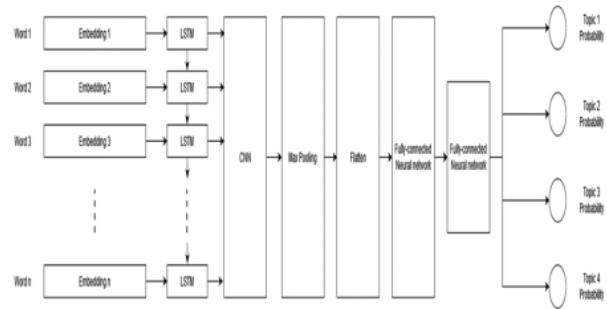 Word 1 Embedding 1 LSTM
Word 2 Embedding 2 LSTM
Word 3 Embedding 3 LSTM
Word n Embedding n LSTM
CNN
Max Pooling
Flatten
Fully-connected
Neural network
Fully-connected
Neural network
Topic 1
Probability
Topic 2
Probability
Topic 3
Probability
Topic 4
Probability